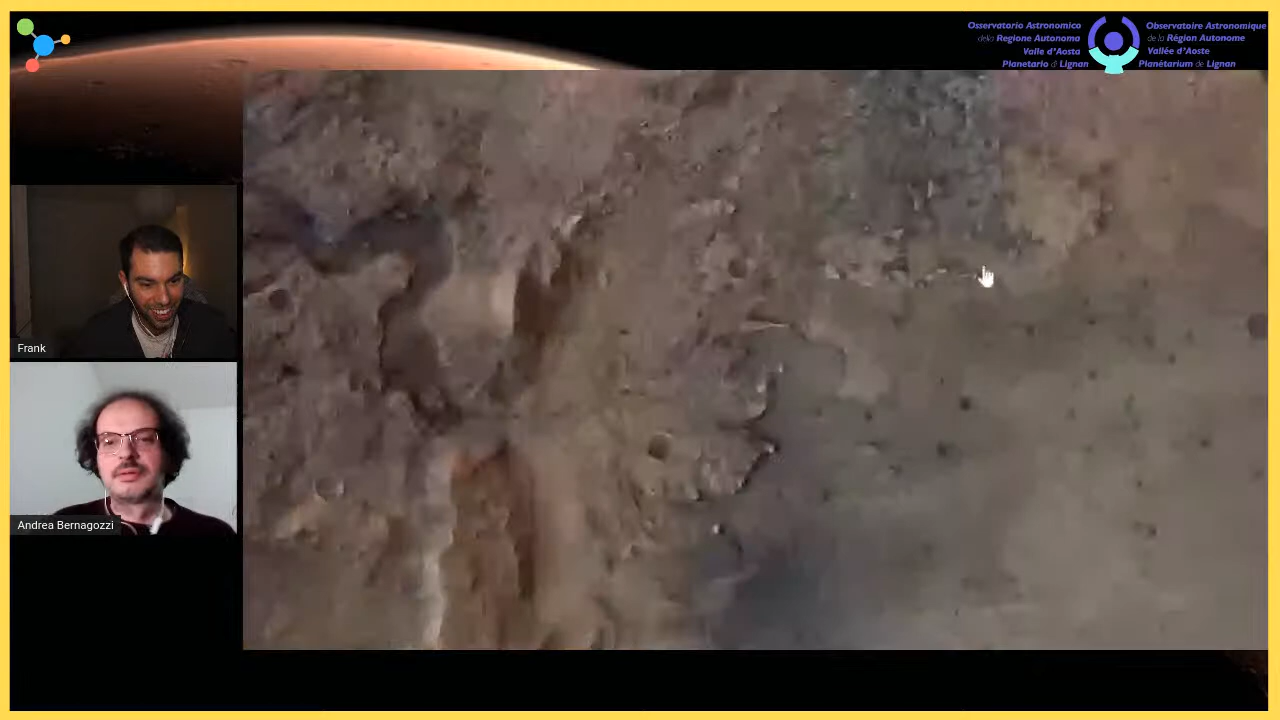 Osservatorio Astronomico
della Regione Autonoma
Valle d'Aosta
Planetario di Lignan
Observatoire Astronomique
de la Région Autonome
Vallée d'Aoste
Planétarium de Lignan
Frank
Andrea Bernagozzi